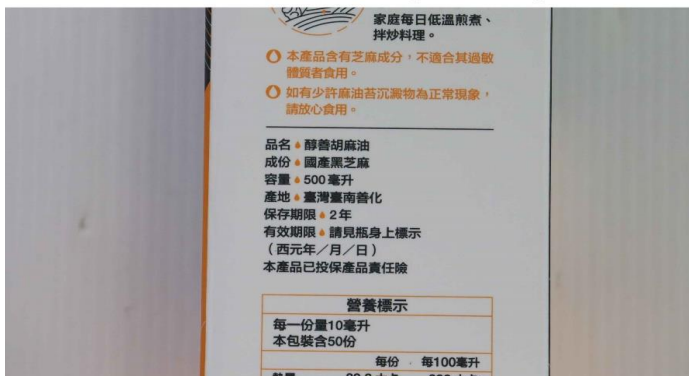 家庭每日低溫煎煮、
拌炒料理。
本產品含有芝麻成分，不適合其過敏
體質者食用。
如有少許麻油苔沉澱物為正常現象，
請放心食用。
品名 醇善胡麻油
成份 國產黑芝麻
容量 500毫升
產地 臺灣臺南善化
保存期限 2年
有效期限 請見瓶身上標示
（西元年／月／日）
本產品已投保產品責任險
營養標示
每一份量10毫升
本包裝含50份
每份 每100毫升